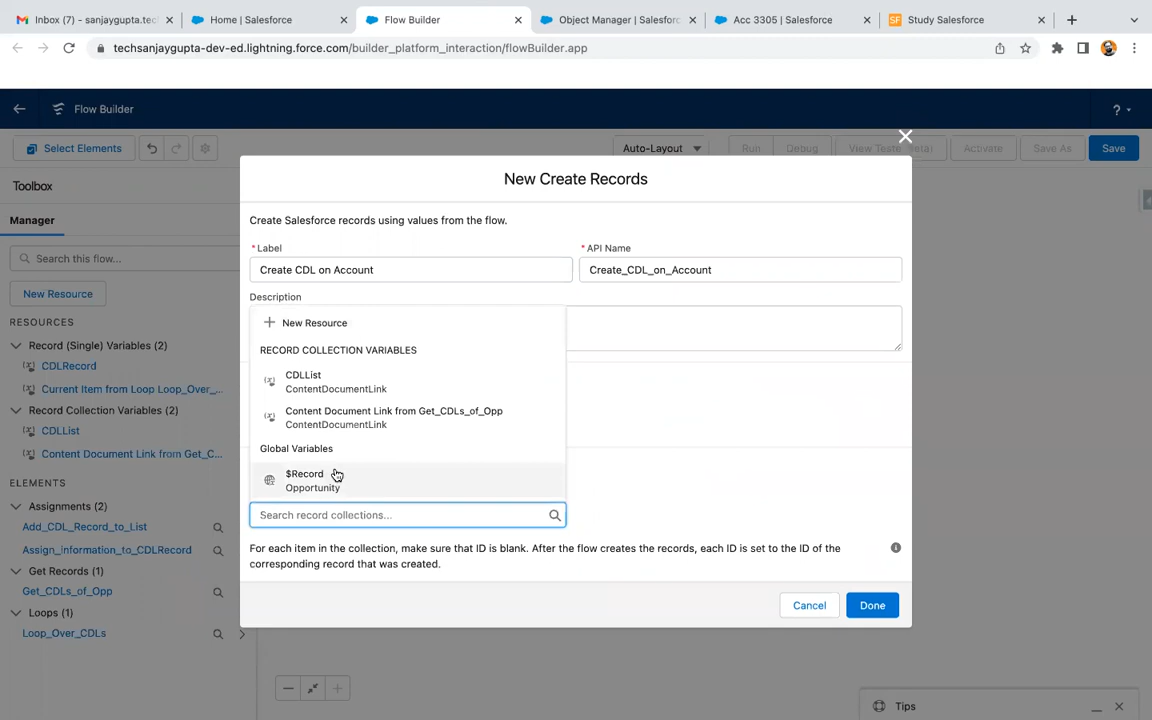 Inbox (7) - sanjaygupta.tec
Home | Salesforce
Flow Builder
Object Manager | Salesforc
Acc 3305 | Salesforce
SF
Study Salesforce
techsanjaygupta-dev-ed.lightning.force.com/builder_platform_interaction/flowBuilder.app
Flow Builder
?
Select Elements
Auto-Layout
Run
Debug
Activate
Save As
Save
Toolbox
Manager
Search this flow...
New Resource
RESOURCES
Record (Single) Variables (2)
CDLRecord
Current Item from Loop Loop_Over_...
Record Collection Variables (2)
CDLList
Content Document Link from Get_C...
ELEMENTS
Assignments (2)
Add_CDL_Record_to_List
Assign_Information_to_CDLRecord
Get Records (1)
Get_CDLs_of_Opp
Loops (1)
Loop_Over_CDLs
New Create Records
Create Salesforce records using values from the flow.
* Label
* API Name
Create CDL on Account
Create_CDL_on_Account
Description
New Resource
RECORD COLLECTION VARIABLES
CDLList
ContentDocumentLink
Content Document Link from Get_CDLs_of_Opp
ContentDocumentLink
Global Variables
$Record
Opportunity
Search record collections...
For each item in the collection, make sure that ID is blank. After the flow creates the records, each ID is set to the ID of the
corresponding record that was created.
Cancel
Done
Tips